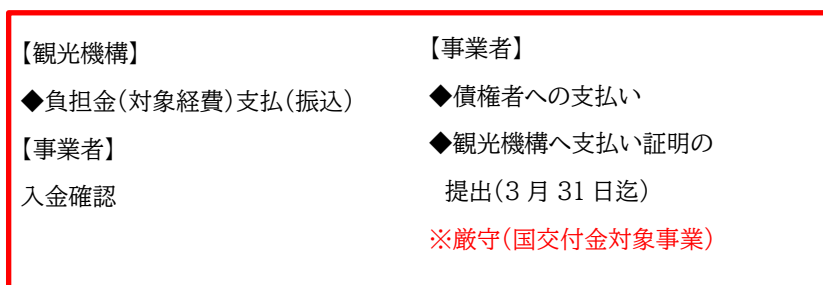 【観光機構】
◆負担金(対象経費)支払(振込)
【事業者】
入金確認
【事業者】
◆債権者への支払い
◆観光機構へ支払い証明の
提出(3月31日迄)
※厳守(国交付金対象事業)